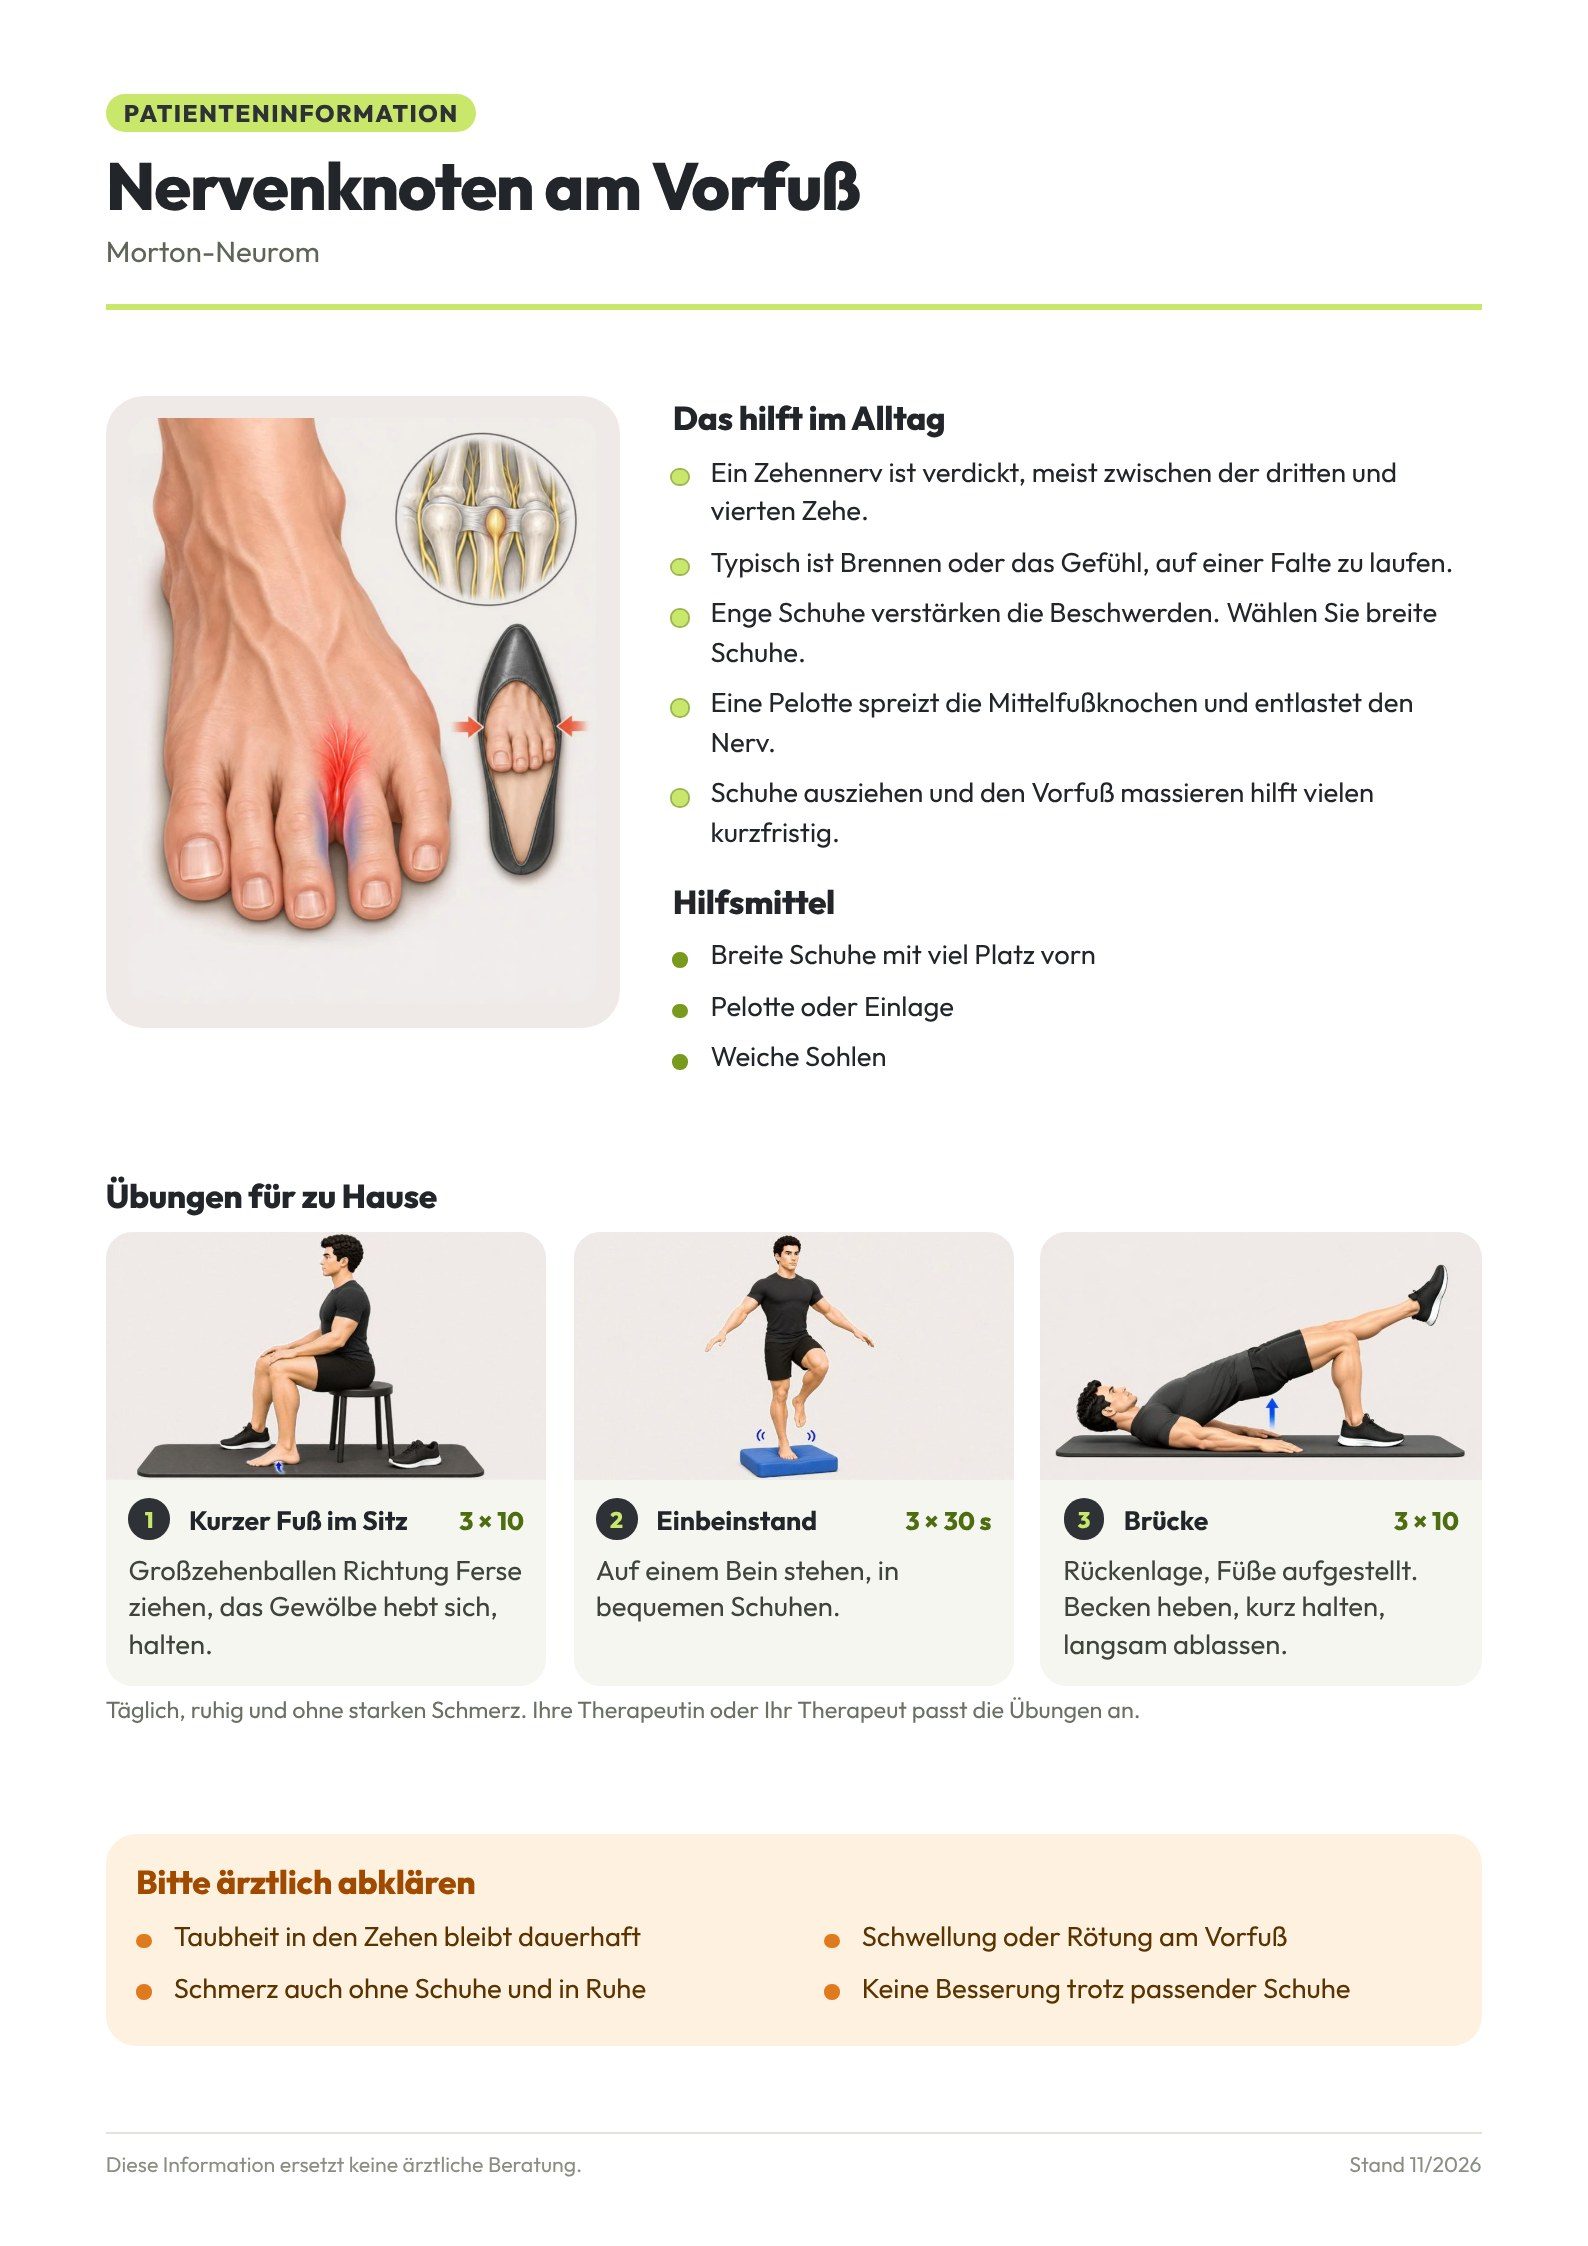 PATIENTENINFORMATION
Nervenknoten am Vorfuß
Morton-Neurom
Das hilft im Alltag
Ein Zehennerv ist verdickt, meist zwischen der dritten und
vierten Zehe.
Typisch ist Brennen oder das Gefühl, auf einer Falte zu laufen.
Enge Schuhe verstärken die Beschwerden. Wählen Sie breite
Schuhe.
Eine Pelotte spreizt die Mittelfußknochen und entlastet den
Nerv.
Schuhe ausziehen und den Vorfuß massieren hilft vielen
kurzfristig.
Hilfsmittel
Breite Schuhe mit viel Platz vorn
Pelotte oder Einlage
Weiche Sohlen
Übungen für zu Hause
1 Kurzer Fuß im Sitz 3 × 10
Großzehenballen Richtung Ferse
ziehen, das Gewölbe hebt sich,
halten.
2 Einbeinstand 3 × 30 s
Auf einem Bein stehen, in
bequemen Schuhen.
3 Brücke 3 × 10
Rückenlage, Füße aufgestellt.
Becken heben, kurz halten,
langsam ablassen.
Täglich, ruhig und ohne starken Schmerz. Ihre Therapeutin oder Ihr Therapeut passt die Übungen an.
Bitte ärztlich abklären
Taubheit in den Zehen bleibt dauerhaft
Schmerz auch ohne Schuhe und in Ruhe
Schwellung oder Rötung am Vorfuß
Keine Besserung trotz passender Schuhe
Diese Information ersetzt keine ärztliche Beratung.
Stand 11/2026